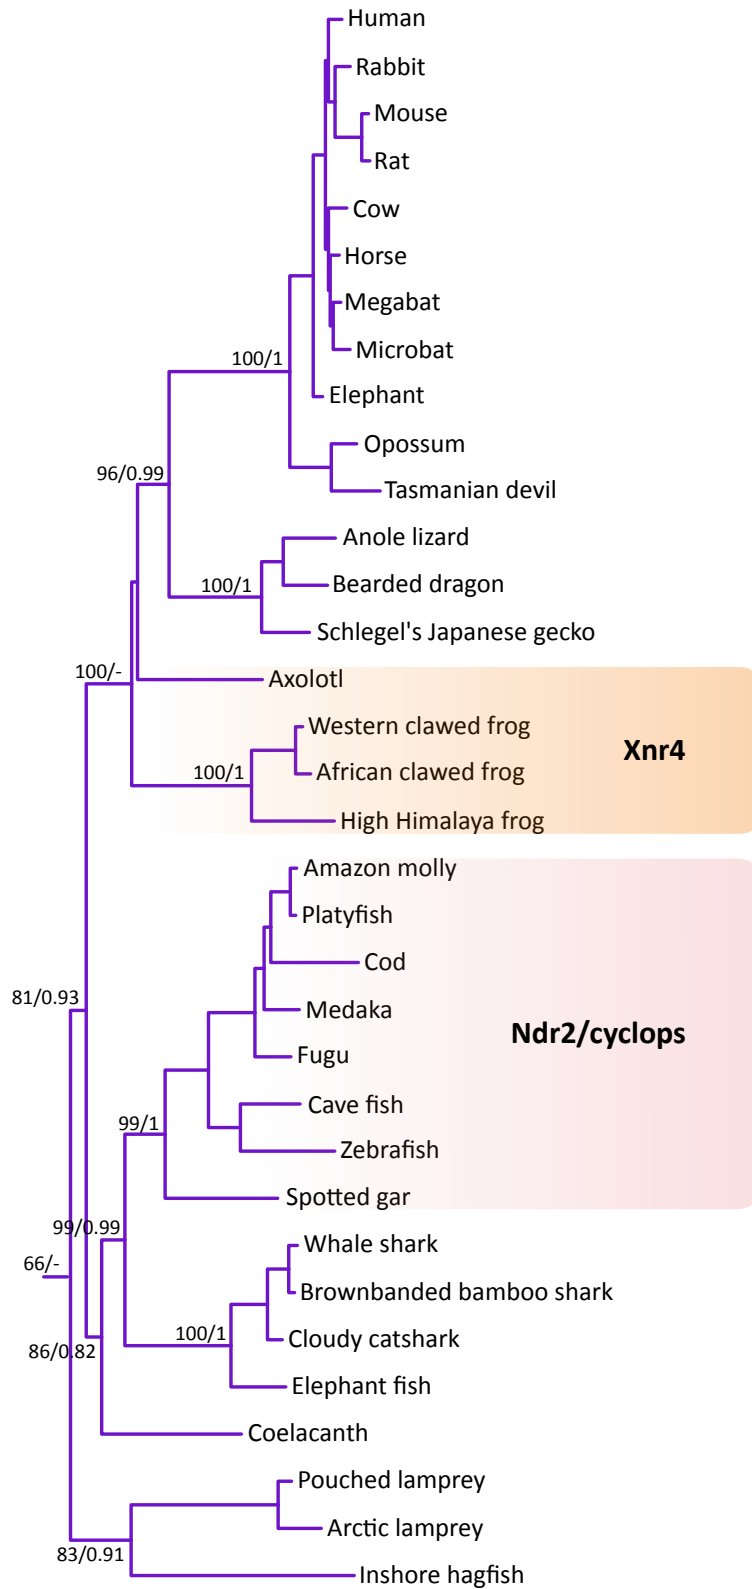 Human
Rabbit
Mouse
Rat
Cow
Horse
Megabat
Microbat
100/1
Elephant
Opossum
96/0.99
Tasmanian devil
Anole lizard
100/1
Bearded dragon
Schlegel's Japanese gecko
100/-
Axolotl
Western clawed frog
Xnr4
100/1
African clawed frog
High Himalaya frog
Amazon molly
Platyfish
Cod
81/0.93
Medaka
Ndr2/cyclops
Fugu
Cave fish
99/1
Zebrafish
Spotted gar
99/0.99
Whale shark
66/-
Brownbanded bamboo shark
100/1
Cloudy catshark
86/0.82
Elephant fish
Coelacanth
Pouched lamprey
Arctic lamprey
83/0.91
Inshore hagfish